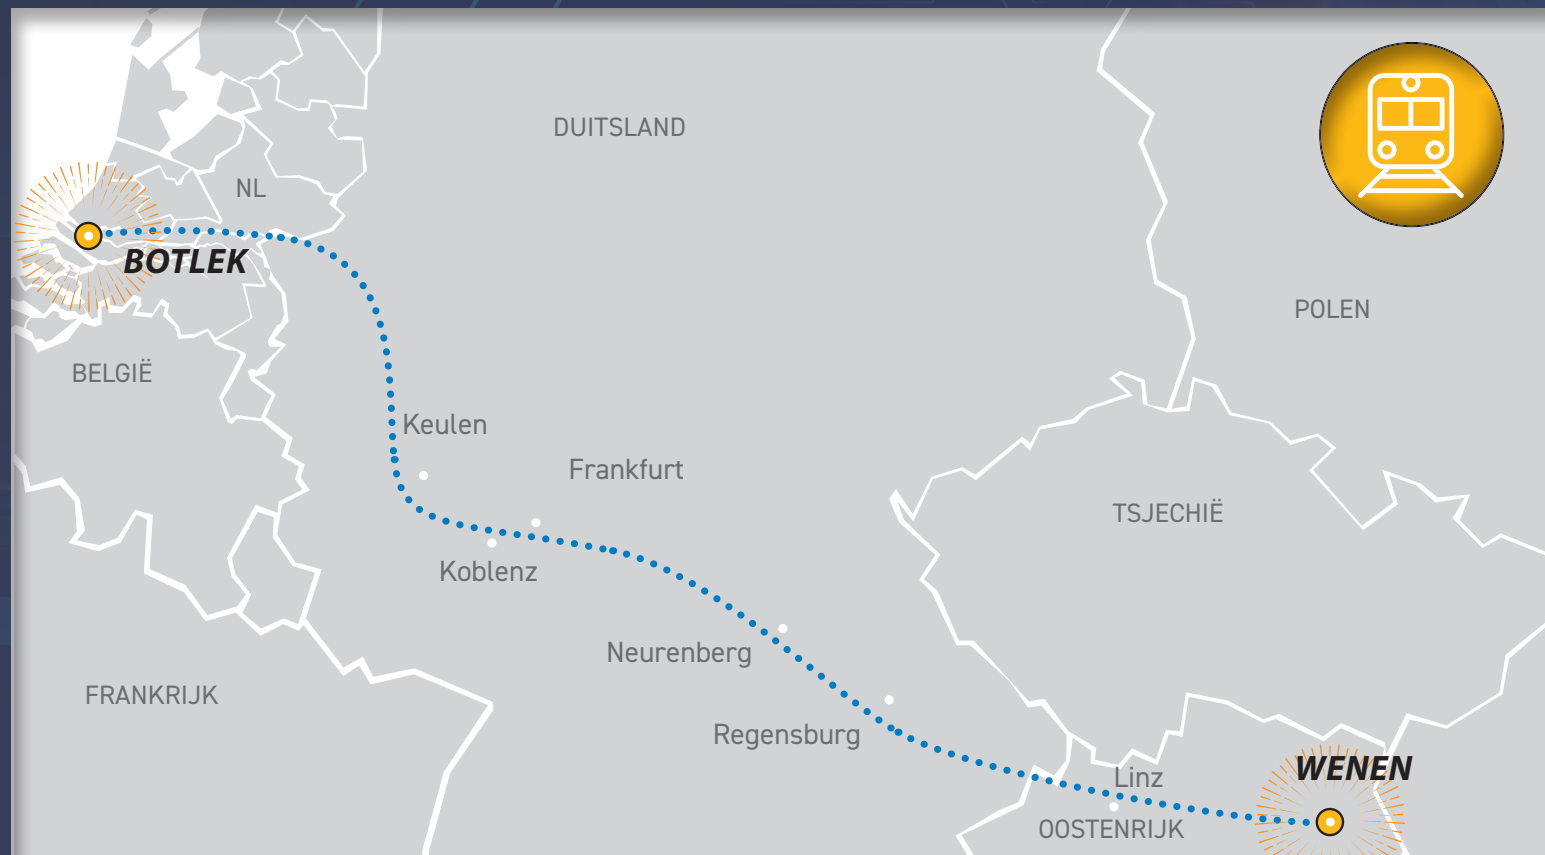 DUITSLAND
NL
BOTLEK
POLEN
BELGIË
Keulen
Frankfurt
TSJECHIË
Koblenz
Neurenberg
FRANKRIJK
Regensburg
WENEN
Linz
OOSTENRIJK